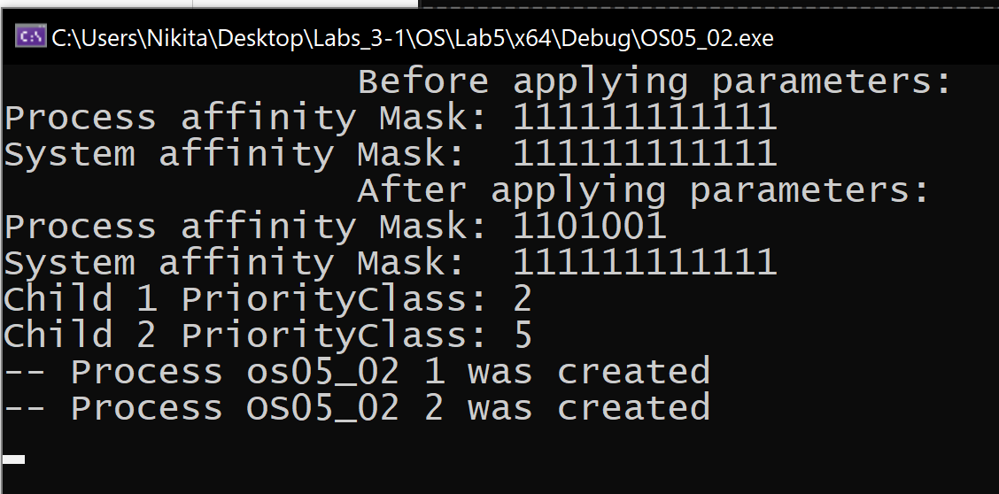 C:\Users\Nikita\Desktop\Labs_3-1\OS\Lab5\x64\Debug\OS05_02.exe
Before applying parameters:
Process affinity Mask: 111111111111
System affinity Mask: 111111111111
After applying parameters:
Process affinity Mask: 1101001
System affinity Mask: 111111111111
Child 1 PriorityClass: 2
Child 2 PriorityClass: 5
-- Process os05_02 1 was created
-- Process OS05_02 2 was created